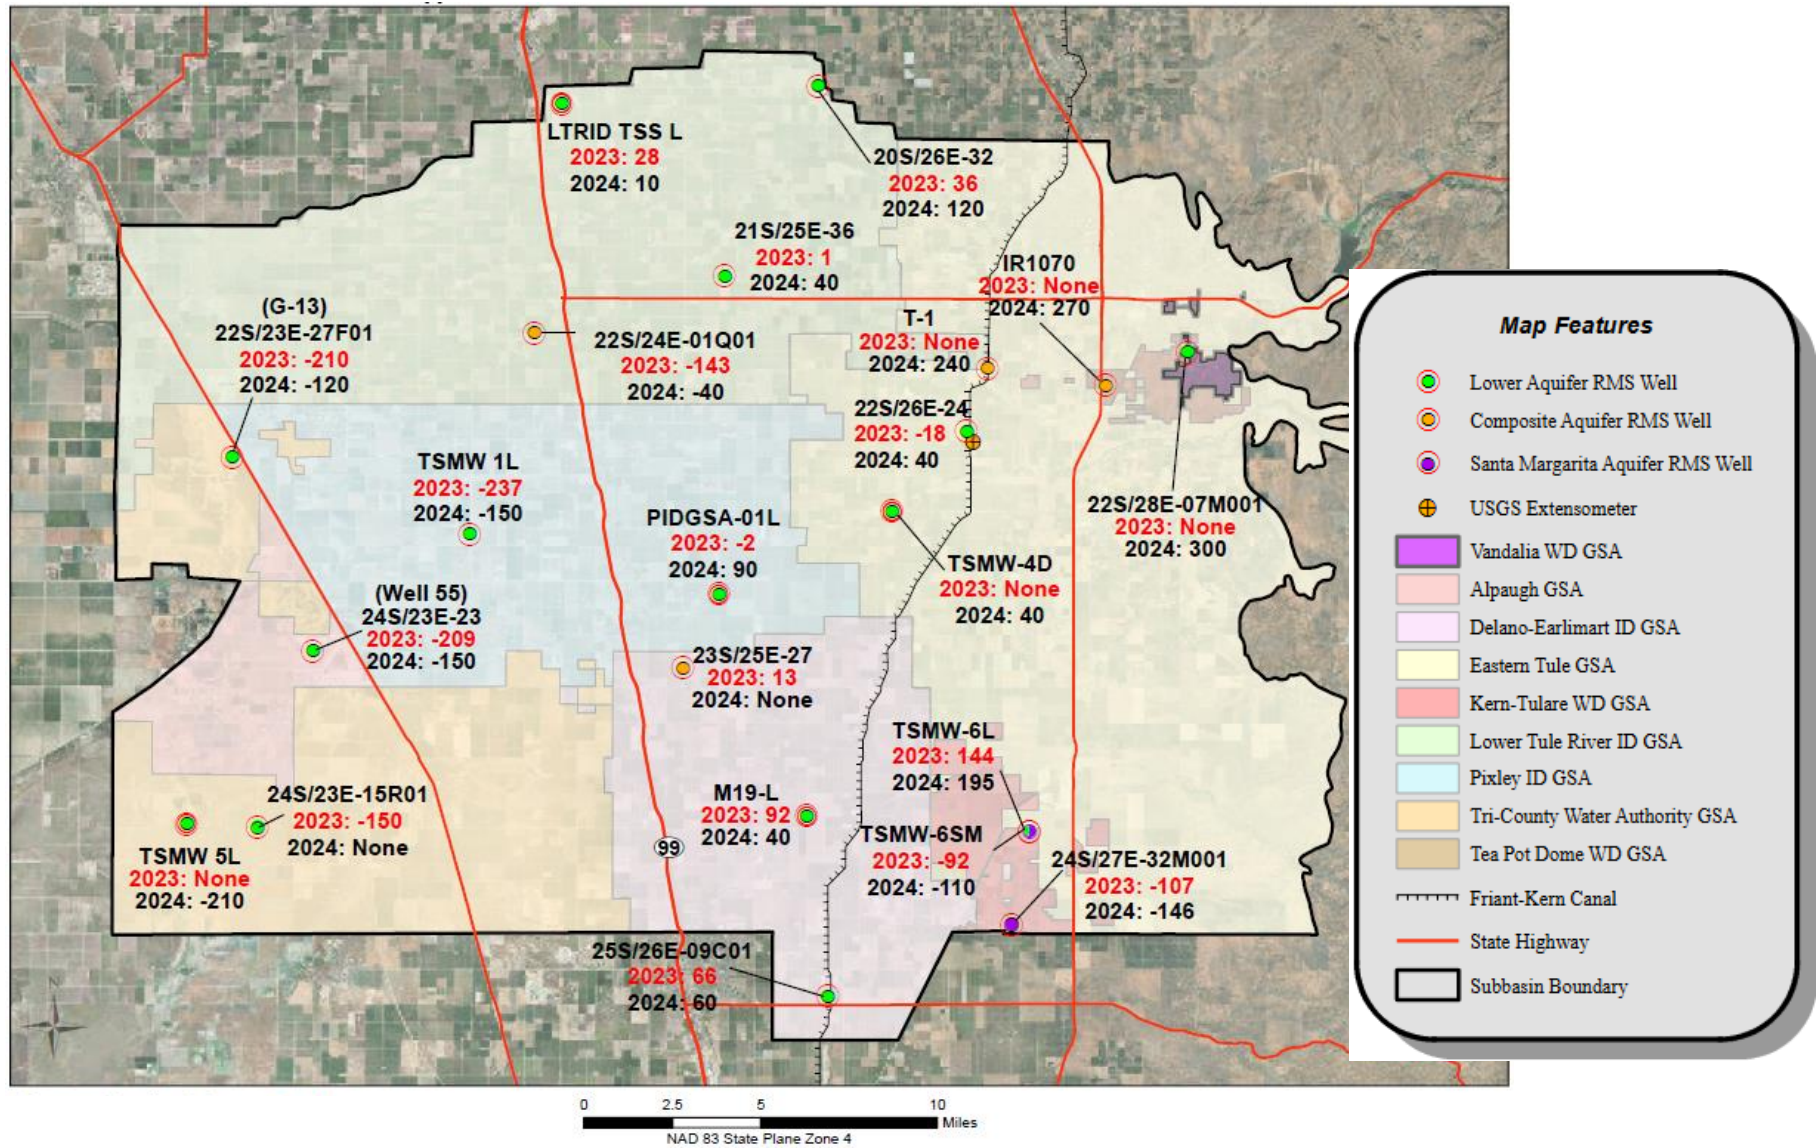 LTRID TSS L
2023: 28
2024: 10
20S/26E-32
2023: 36
2024: 120
21S/25E-36
2023: 1
2024: 40
IR1070
2023: None
2024: 270
(G-13)
22S/23E-27F01
2023: -210
2024: -120
22S/24E-01Q01
2023: -143
2024: -40
T-1
2023: None
2024: 240
22S/26E-24
2023: -18
2024: 40
TSMW 1L
2023: -237
2024: -150
PIDGSA-01L
2023: -2
2024: 90
22S/28E-07M001
2023: None
2024: 300
TSMW-4D
2023: None
2024: 40
(Well 55)
24S/23E-23
2023: -209
2024: -150
23S/25E-27
2023: 13
2024: None
TSMW-6L
2023: 144
2024: 195
M19-L
2023: 92
2024: 40
24S/23E-15R01
2023: -150
2024: None
TSMW 5L
2023: None
2024: -210
99
TSMW-6SM
2023: -92
2024: -110
24S/27E-32M001
2023: -107
2024: -146
25S/26E-09C01
2023: 66
2024: 60
N
0 2.5 5 10
Miles
NAD 83 State Plane Zone 4
Map Features
Lower Aquifer RMS Well
Composite Aquifer RMS Well
Santa Margarita Aquifer RMS Well
USGS Extensometer
Vandalia WD GSA
Alpaugh GSA
Delano-Earlimart ID GSA
Eastern Tule GSA
Kern-Tulare WD GSA
Lower Tule River ID GSA
Pixley ID GSA
Tri-County Water Authority GSA
Tea Pot Dome WD GSA
Friant-Kern Canal
State Highway
Subbasin Boundary